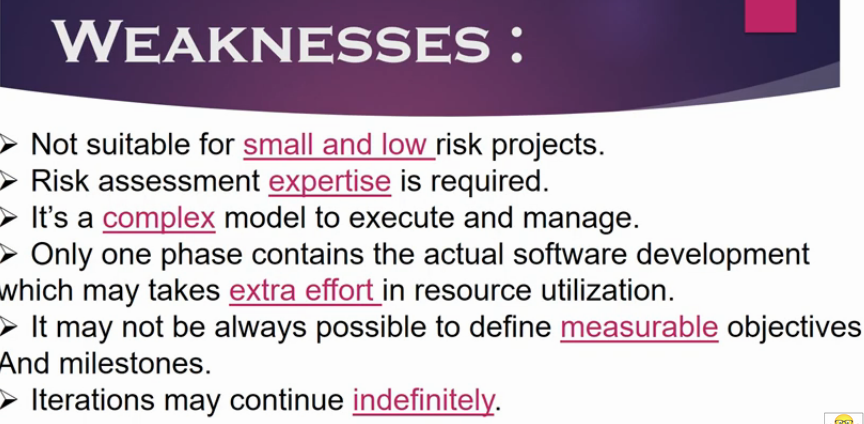 WEAKNESSES :
➢ Not suitable for small and low risk projects.
➢ Risk assessment expertise is required.
➢ It's a complex model to execute and manage.
➢ Only one phase contains the actual software development
which may takes extra effort in resource utilization.
➢ It may not be always possible to define measurable objectives
And milestones.
➢ Iterations may continue indefinitely.